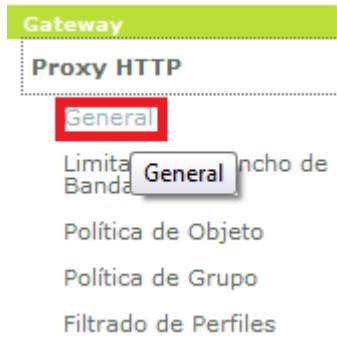 Gateway
Proxy HTTP
General
Limita ncho de
Banda
General
Política de Objeto
Política de Grupo
Filtrado de Perfiles